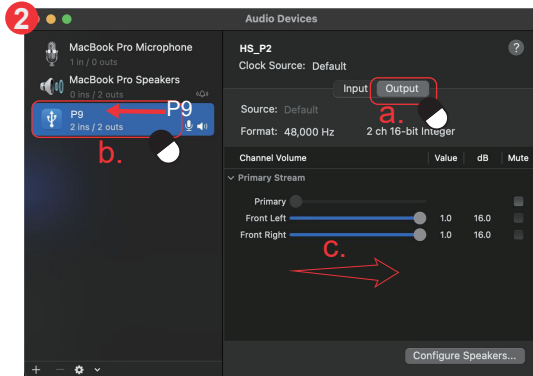 2
Audio Devices
MacBook Pro Microphone
1 in / 0 outs
MacBook Pro Speakers
0 ins / 2 outs
P9
2 ins / 2 outs
P9
b.
HS_P2
?
Clock Source: Default
Input Output
a.
Source: Default
Format: 48,000 Hz 2 ch 16-bit Integer
Channel Volume Value dB Mute
Primary Stream
Primary
Front Left 1.0 16.0
Front Right 1.0 16.0
c.
Configure Speakers...